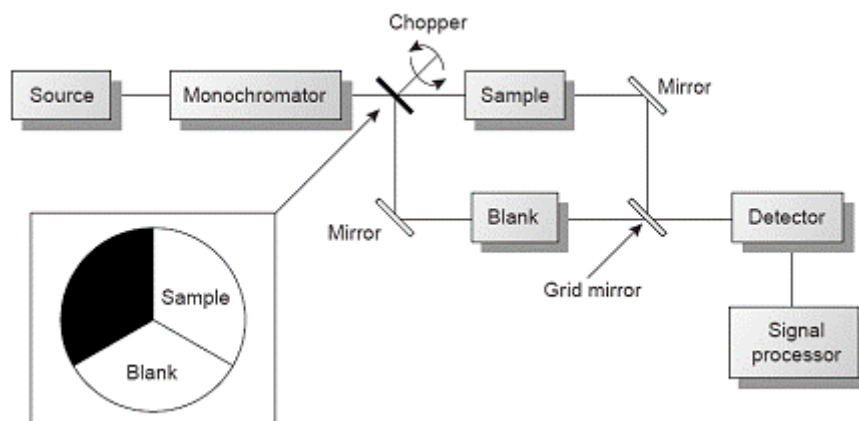 Chopper
Source
Monochromator
Sample
Mirror
Mirror
Blank
Detector
Grid mirror
Sample
Blank
Signal
processor